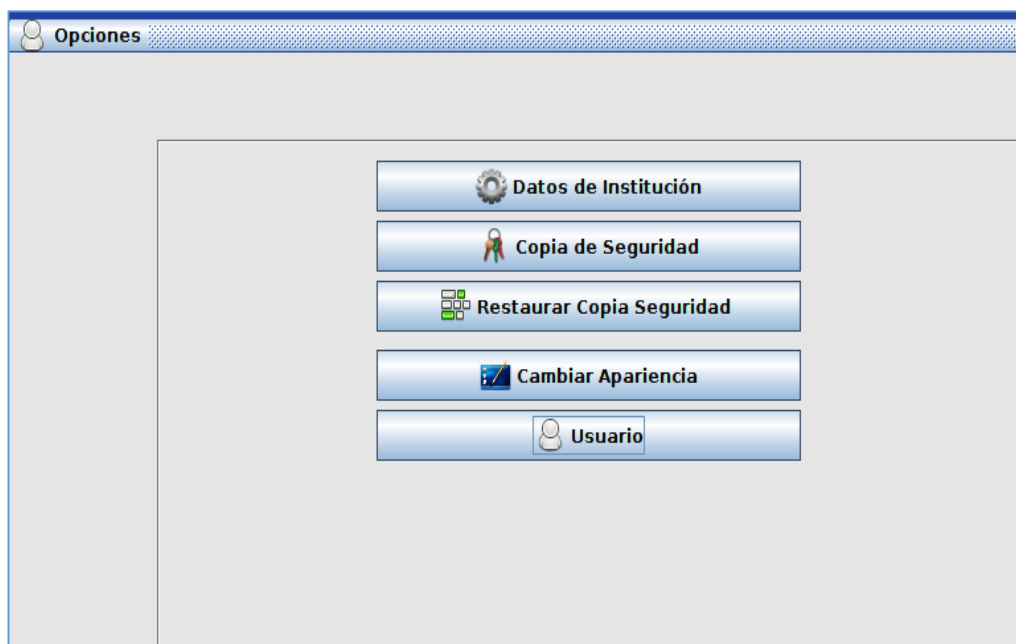 Opciones
Datos de Institución
Copia de Seguridad
Restaurar Copia Seguridad
Cambiar Apariencia
Usuario